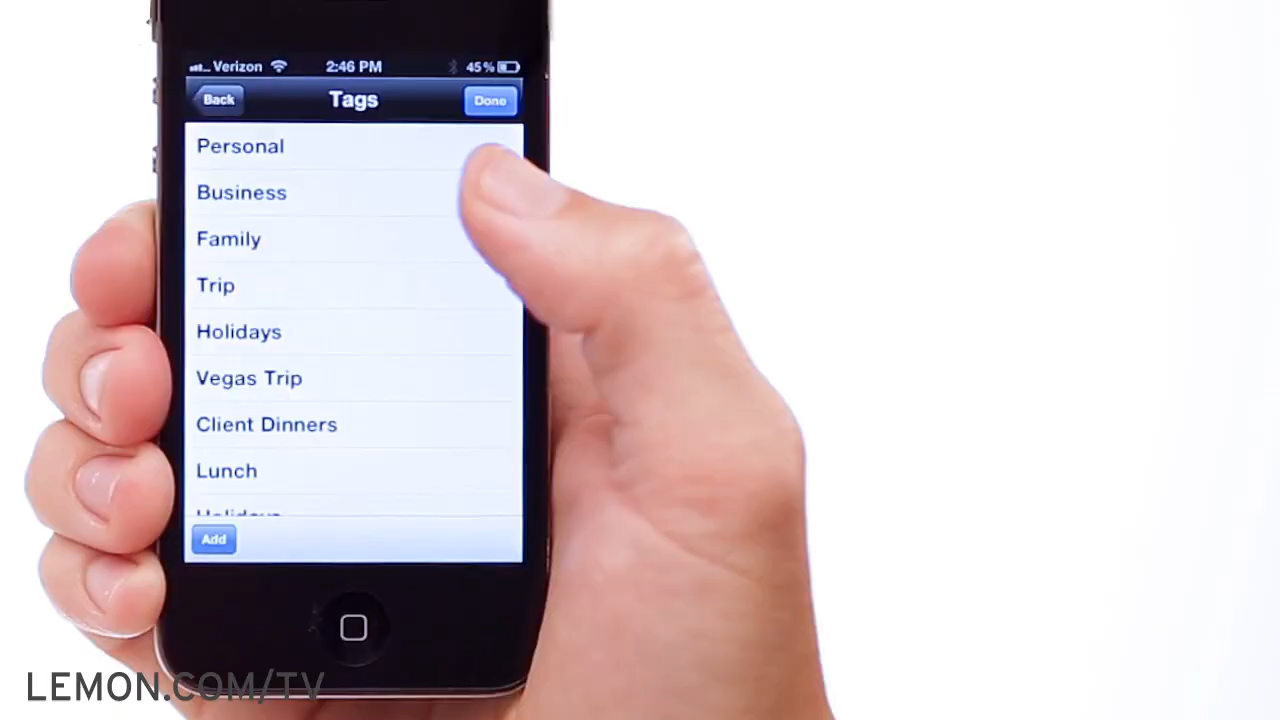 Verizon 2:46 PM 45%
Back Tags Done
Personal
Business
Family
Trip
Holidays
Vegas Trip
Client Dinners
Lunch
Holidays
Add
LEMON.COM/TV